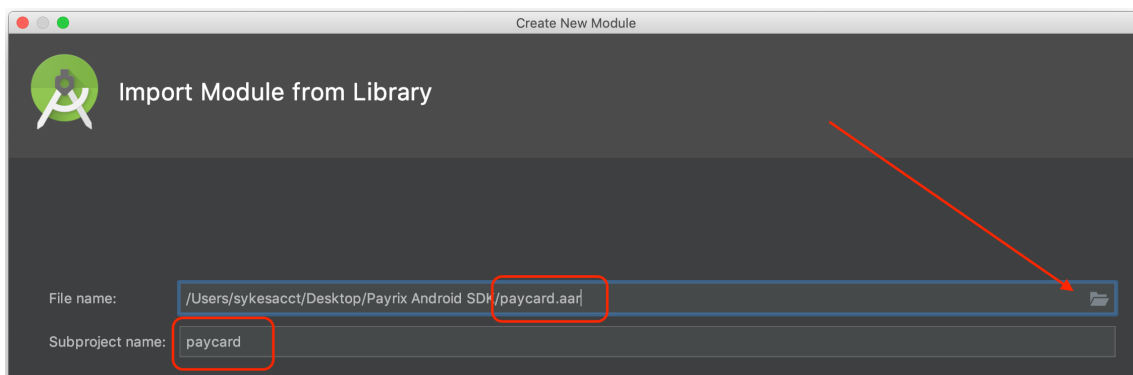 Create New Module
Import Module from Library
File name: /Users/sykesacct/Desktop/Payrix Android SDK/paycard.aar
Subproject name: paycard